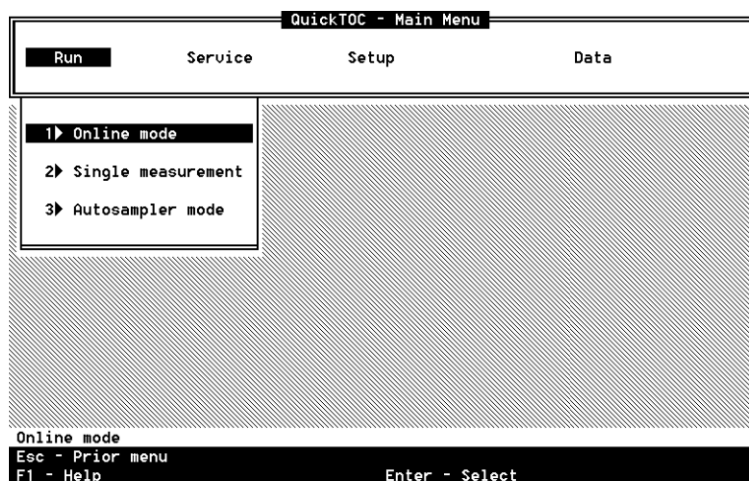 QuickTOC - Main Menu
Run Service Setup Data
1▶ Online mode
2▶ Single measurement
3▶ Autosampler mode
Online mode
Esc - Prior menu
F1 - Help Enter - Select